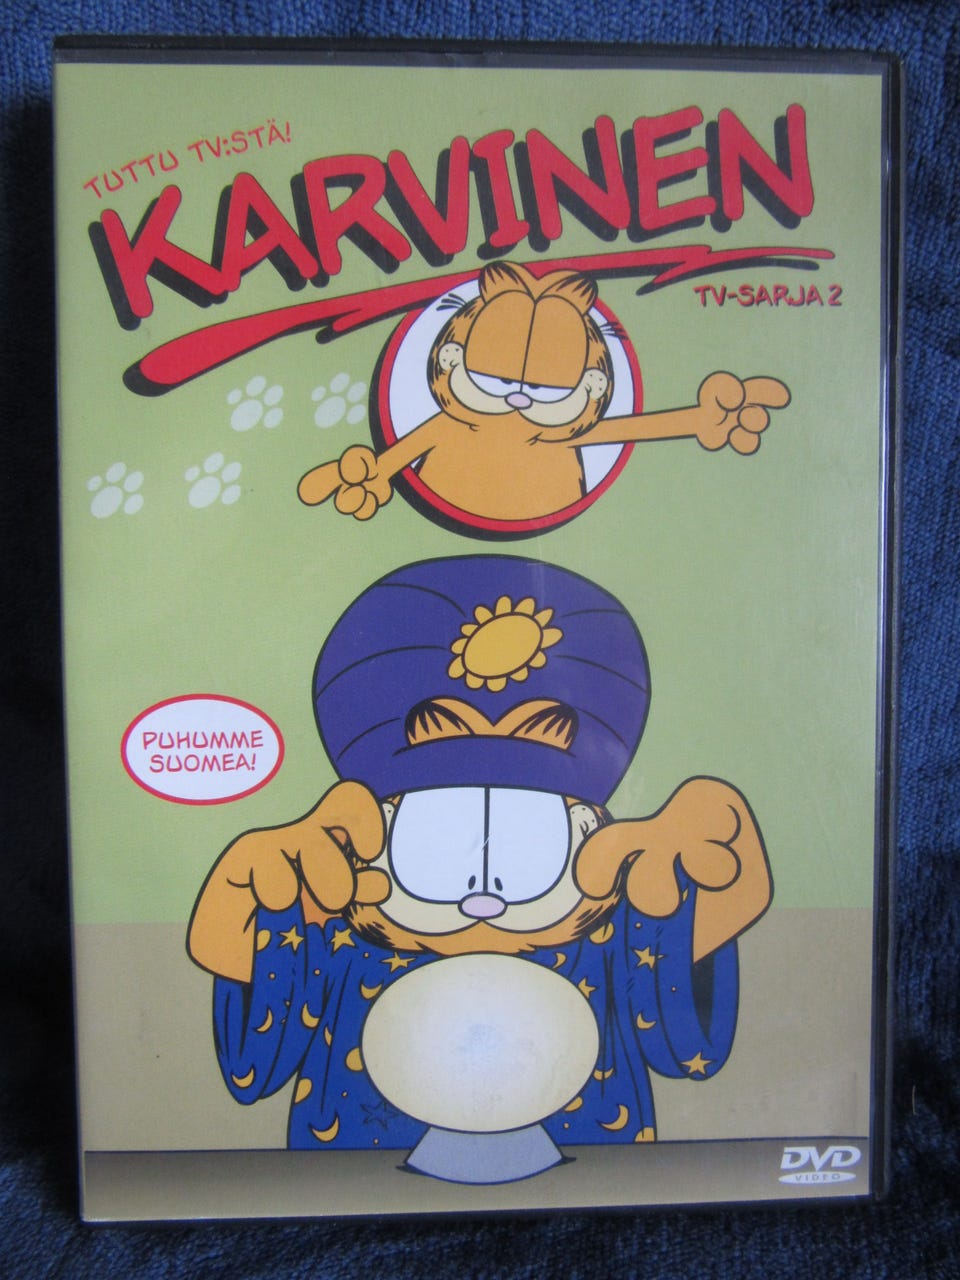 TUTTU TV:STÄ!
KARVINEN
TV-SARJA 2
PUHUMME
SUOMEA!
DVD
VIDEO